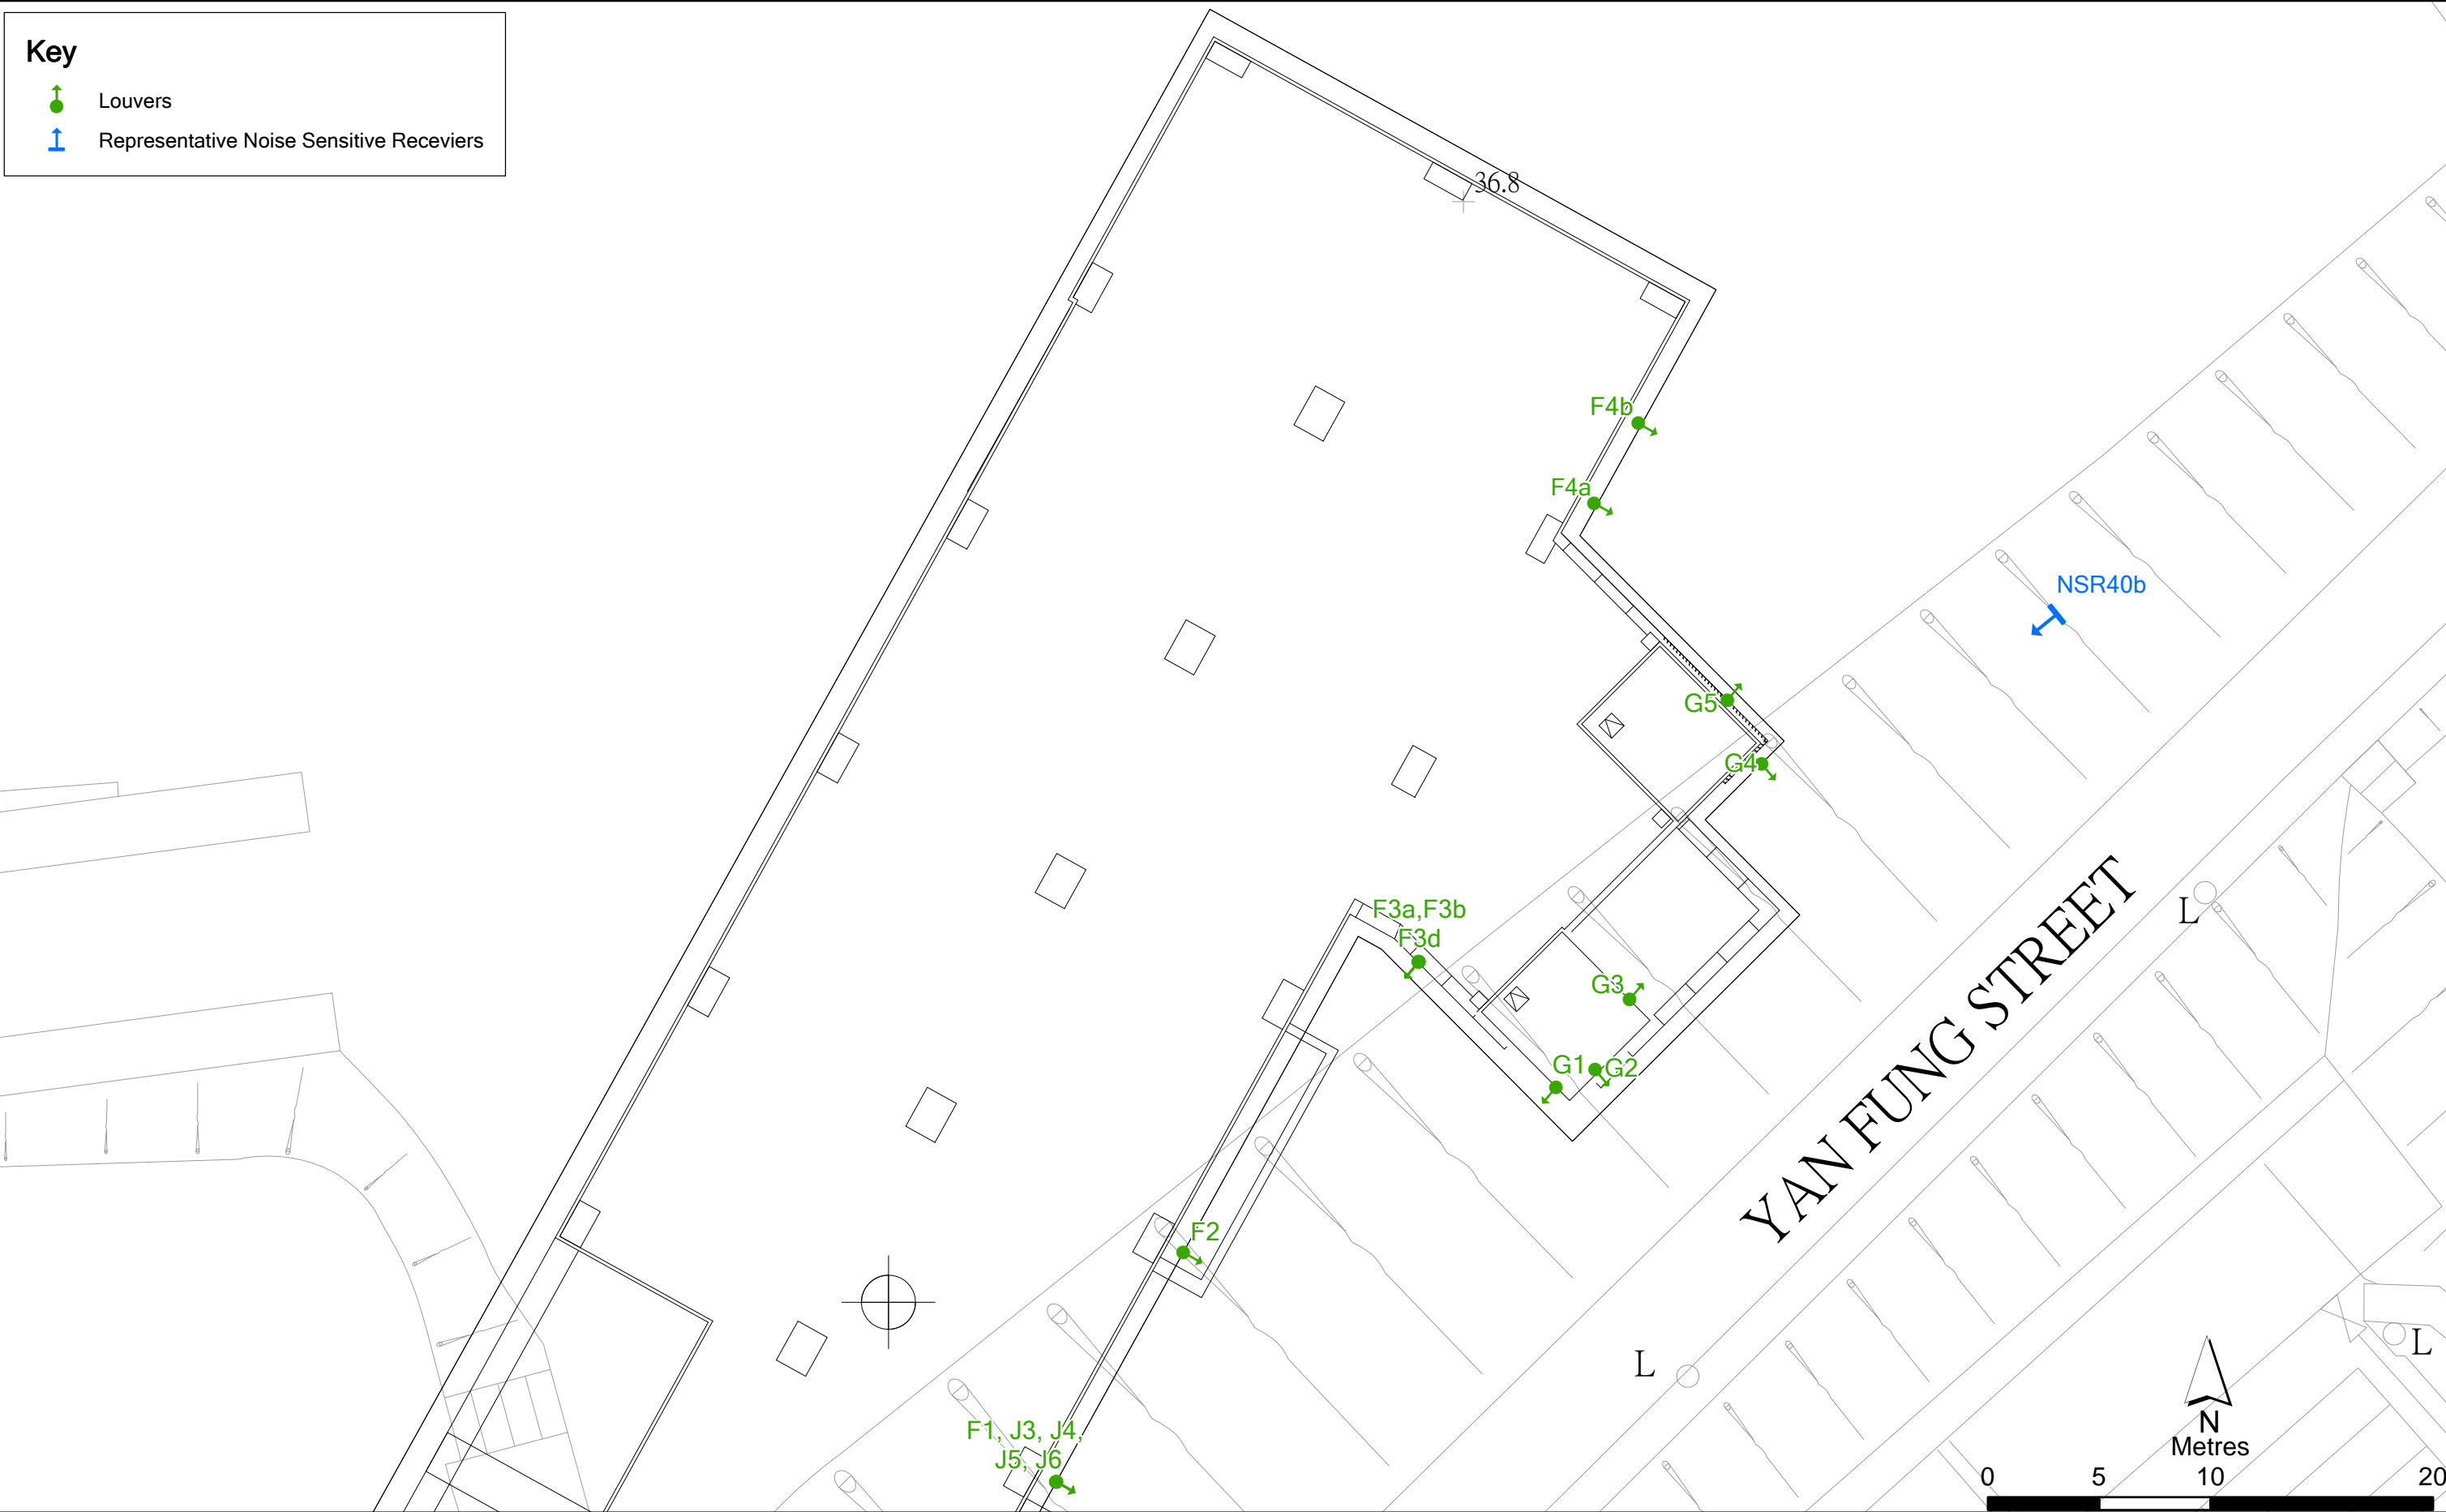 Key
Louvers
Representative Noise Sensitive Receviers
36.8
F4b
F4a
NSR40b
G5
G4
F3a,F3b
F3d
G3
G1
G2
F2
F1, J3, J4,
J5, J6
YAN FUNG STREET
L
L
L
N
Metres
0 5 10 20